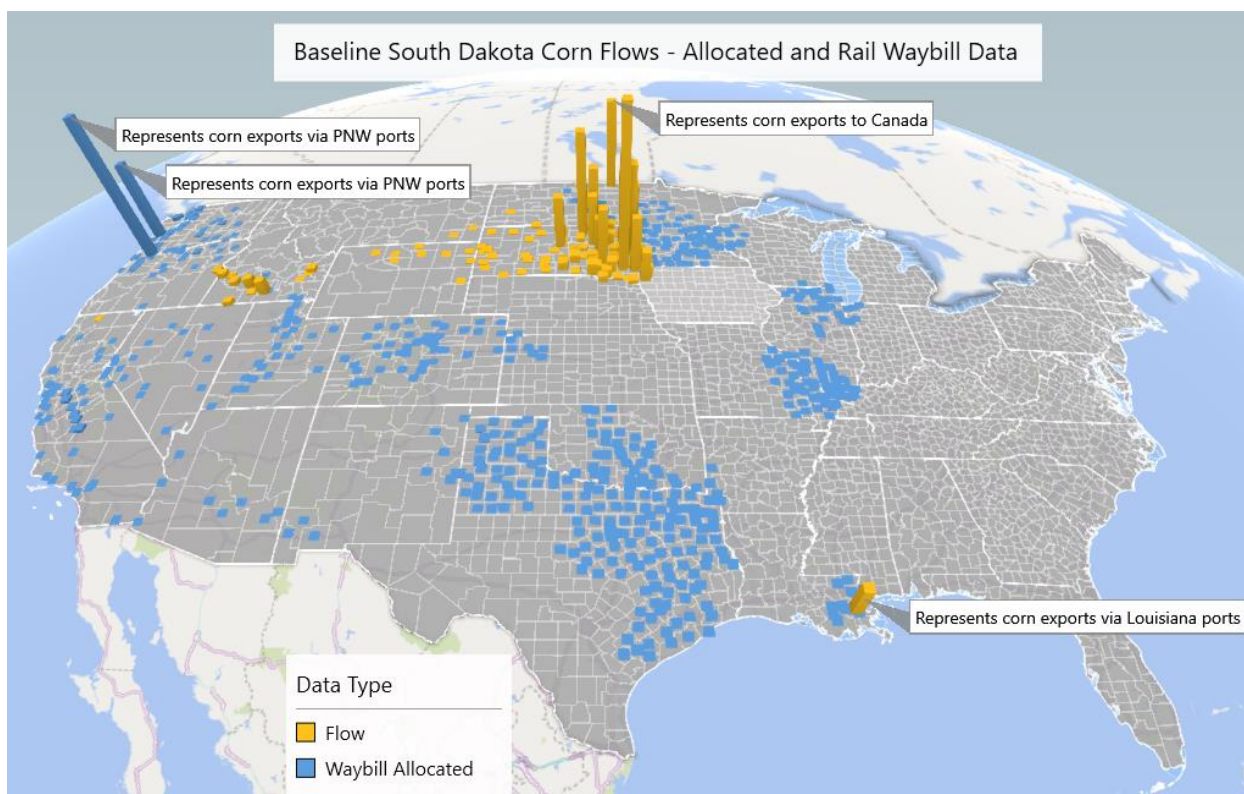 Baseline South Dakota Corn Flows - Allocated and Rail Waybill Data
Represents corn exports via PNW ports
Represents corn exports to Canada
Represents corn exports via PNW ports
Represents corn exports via Louisiana ports
Data Type
Flow
Waybill Allocated